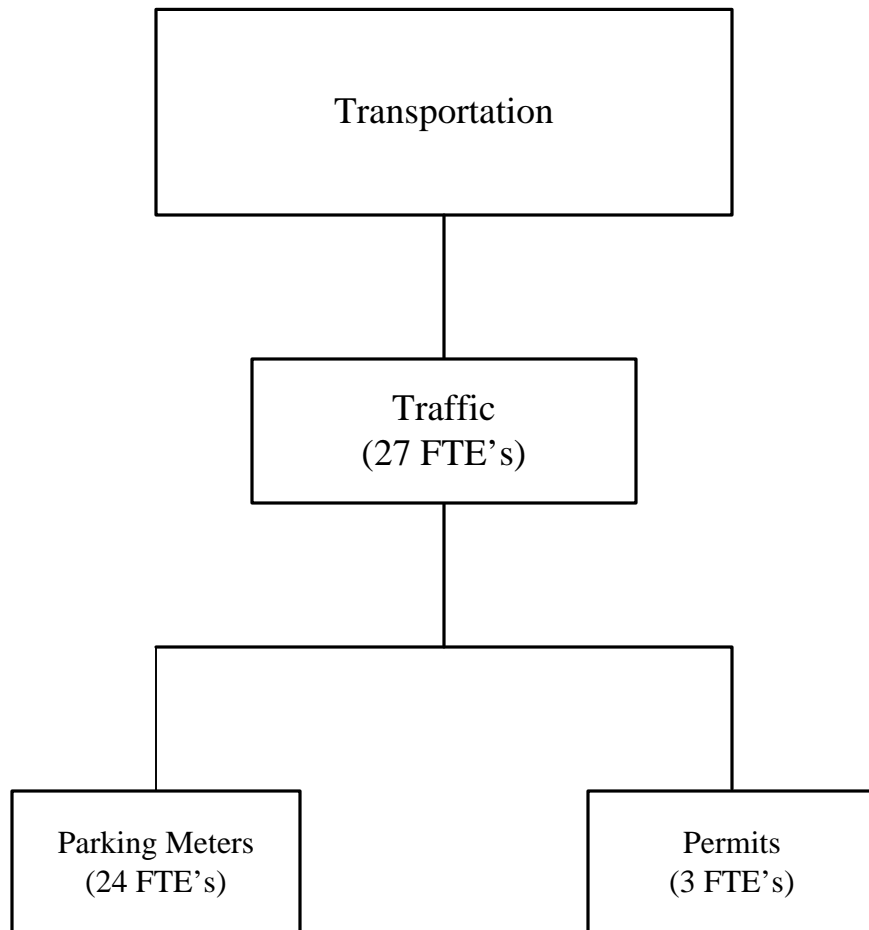 Transportation
Traffic
(27 FTE’s)
Parking Meters
(24 FTE’s)
Permits
(3 FTE’s)